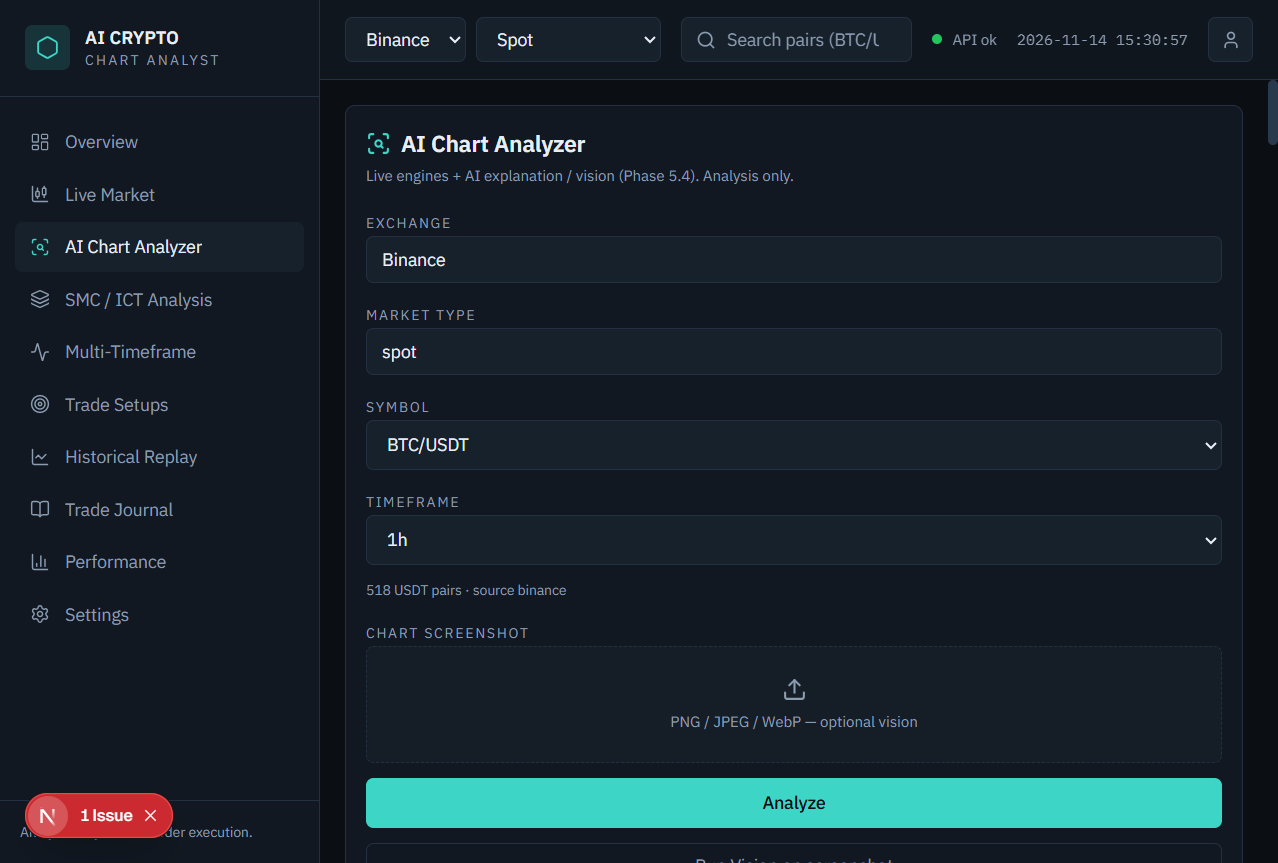 AI CRYPTO
CHART ANALYST
Binance
Spot
Search pairs (BTC/U
API ok
2026-11-14 15:30:57
Overview
Live Market
AI Chart Analyzer
SMC / ICT Analysis
Multi-Timeframe
Trade Setups
Historical Replay
Trade Journal
Performance
Settings
N 1 Issue
der execution.
AI Chart Analyzer
Live engines + AI explanation / vision (Phase 5.4). Analysis only.
EXCHANGE
Binance
MARKET TYPE
spot
SYMBOL
BTC/USDT
TIMEFRAME
1h
518 USDT pairs · source binance
CHART SCREENSHOT
PNG / JPEG / WebP — optional vision
Analyze